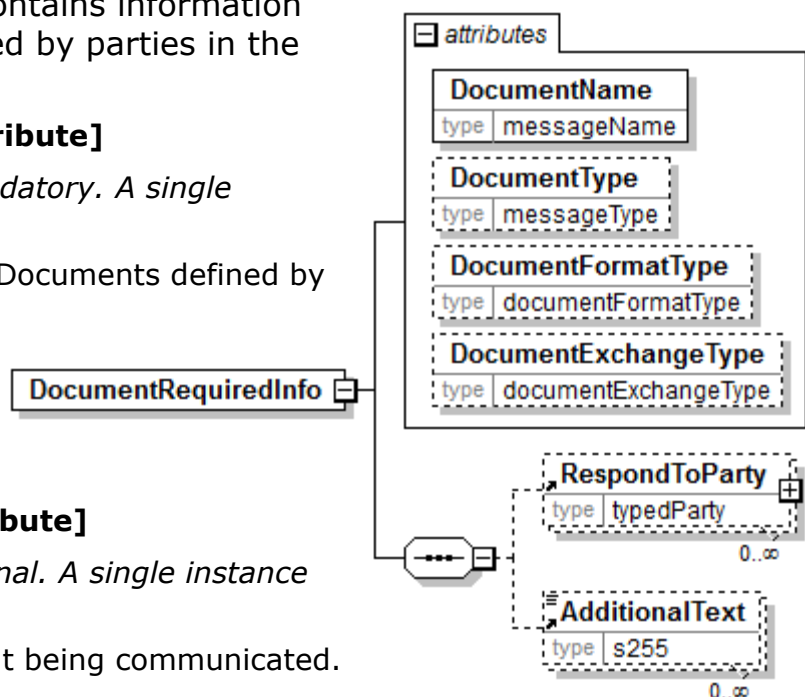 ontains information
ed by parties in the
ribute]
datory. A single
Documents defined by
bute]
nal. A single instance
t being communicated.
DocumentRequiredInfo
attributes
DocumentName
type messageName
DocumentType
type messageType
DocumentFormatType
type documentFormatType
DocumentExchangeType
type documentExchangeType
RespondToParty
type typedParty
0..∞
AdditionalText
type s255
0..∞